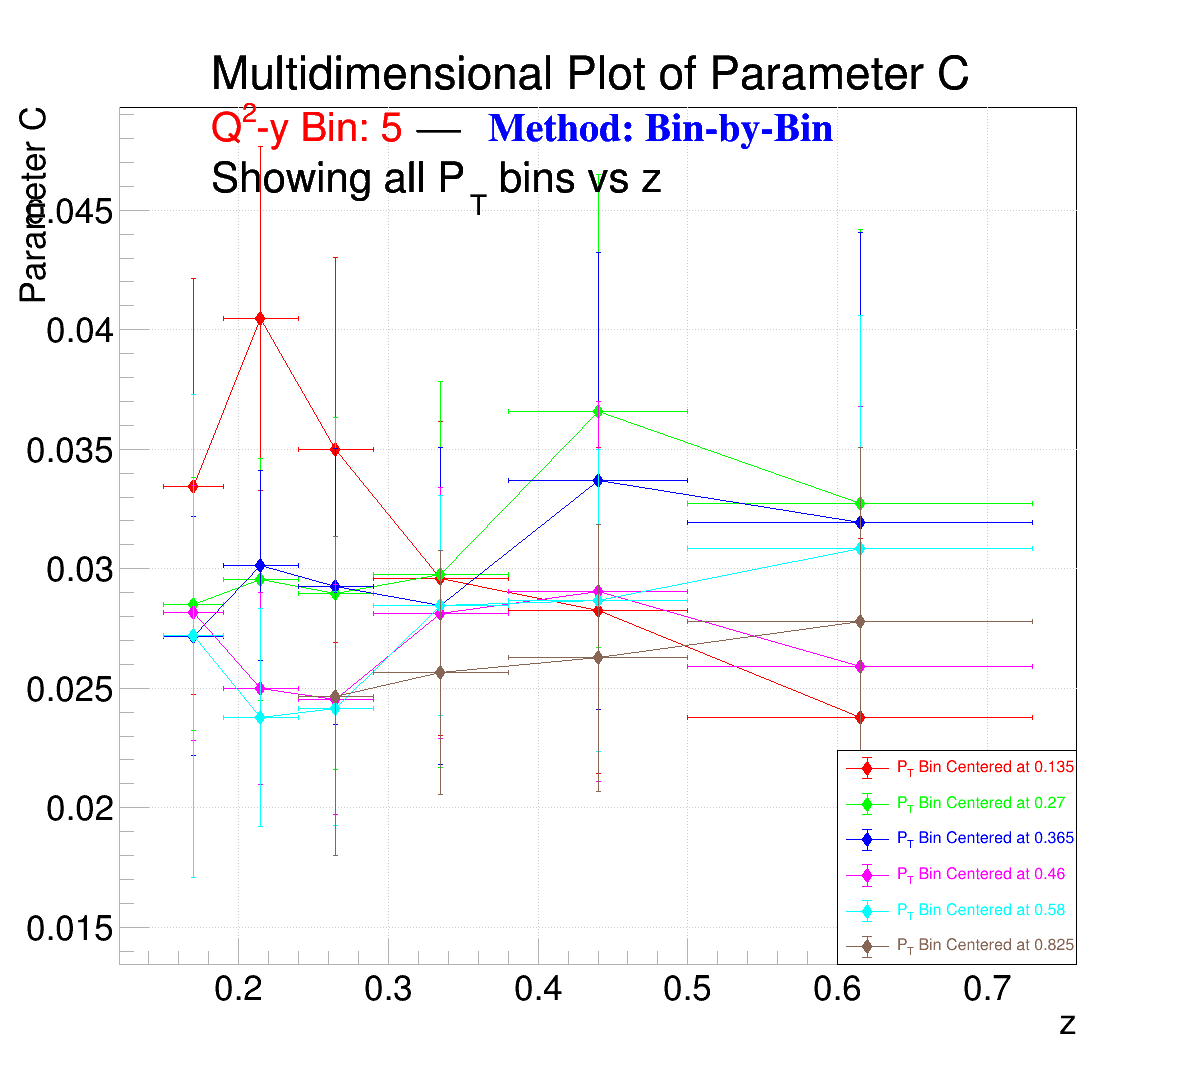 Multidimensional Plot of Parameter C
Q²-y Bin: 5 — Method: Bin-by-Bin
Showing all P_T bins vs z
Parameter C
0.045
0.04
0.035
0.03
0.025
0.02
0.015
P_T Bin Centered at 0.135
P_T Bin Centered at 0.27
P_T Bin Centered at 0.365
P_T Bin Centered at 0.46
P_T Bin Centered at 0.58
P_T Bin Centered at 0.825
0.2 0.3 0.4 0.5 0.6 0.7
z